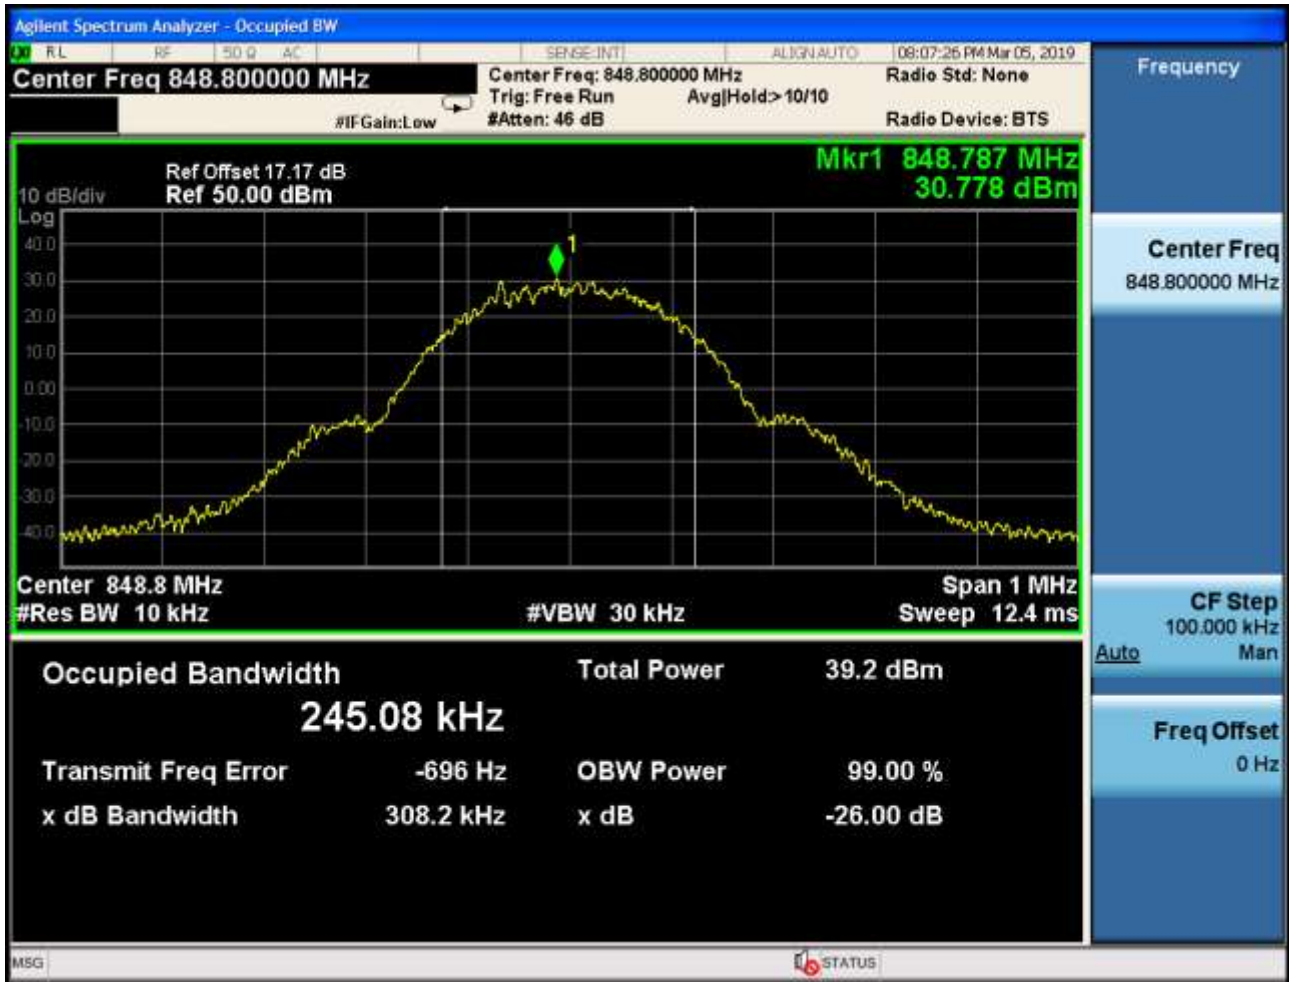 Agilent Spectrum Analyzer - Occupied BW
LXI RL RF 50 Ω AC SENSE:INT ALIGNAUTO 08:07:26 PM Mar 05, 2019
Center Freq 848.800000 MHz
Center Freq: 848.800000 MHz Radio Std: None
Trig: Free Run Avg|Hold:> 10/10
#IFGain:Low #Atten: 46 dB Radio Device: BTS
Mkr1 848.787 MHz
30.778 dBm
Ref Offset 17.17 dB
10 dB/div Ref 50.00 dBm
Log
40.0
1
30.0
20.0
10.0
0.00
-10.0
-20.0
-30.0
-40.0
Center 848.8 MHz Span 1 MHz
#Res BW 10 kHz #VBW 30 kHz Sweep 12.4 ms
Occupied Bandwidth Total Power 39.2 dBm
245.08 kHz
Transmit Freq Error -696 Hz OBW Power 99.00 %
x dB Bandwidth 308.2 kHz x dB -26.00 dB
Frequency
Center Freq
848.800000 MHz
CF Step
100.000 kHz
Auto Man
Freq Offset
0 Hz
MSG STATUS